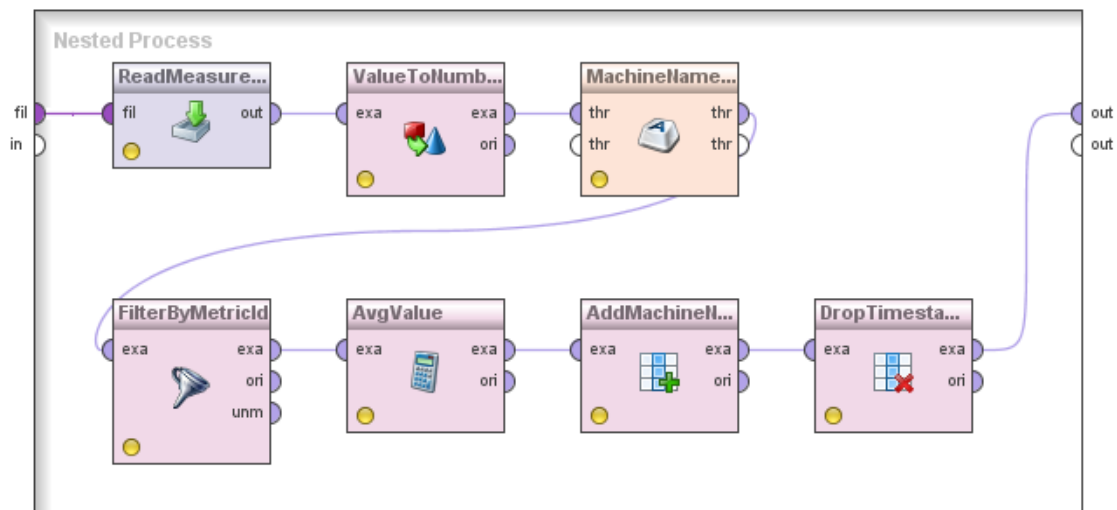 Nested Process
ReadMeasure...
ValueToNumb...
MachineName...
fil
fil
out
exa
exa
thr
thr
out
in
ori
thr
thr
out
FilterByMetricId
AvgValue
AddMachineN...
DropTimesta...
exa
exa
exa
exa
exa
exa
exa
exa
ori
ori
ori
ori
unm